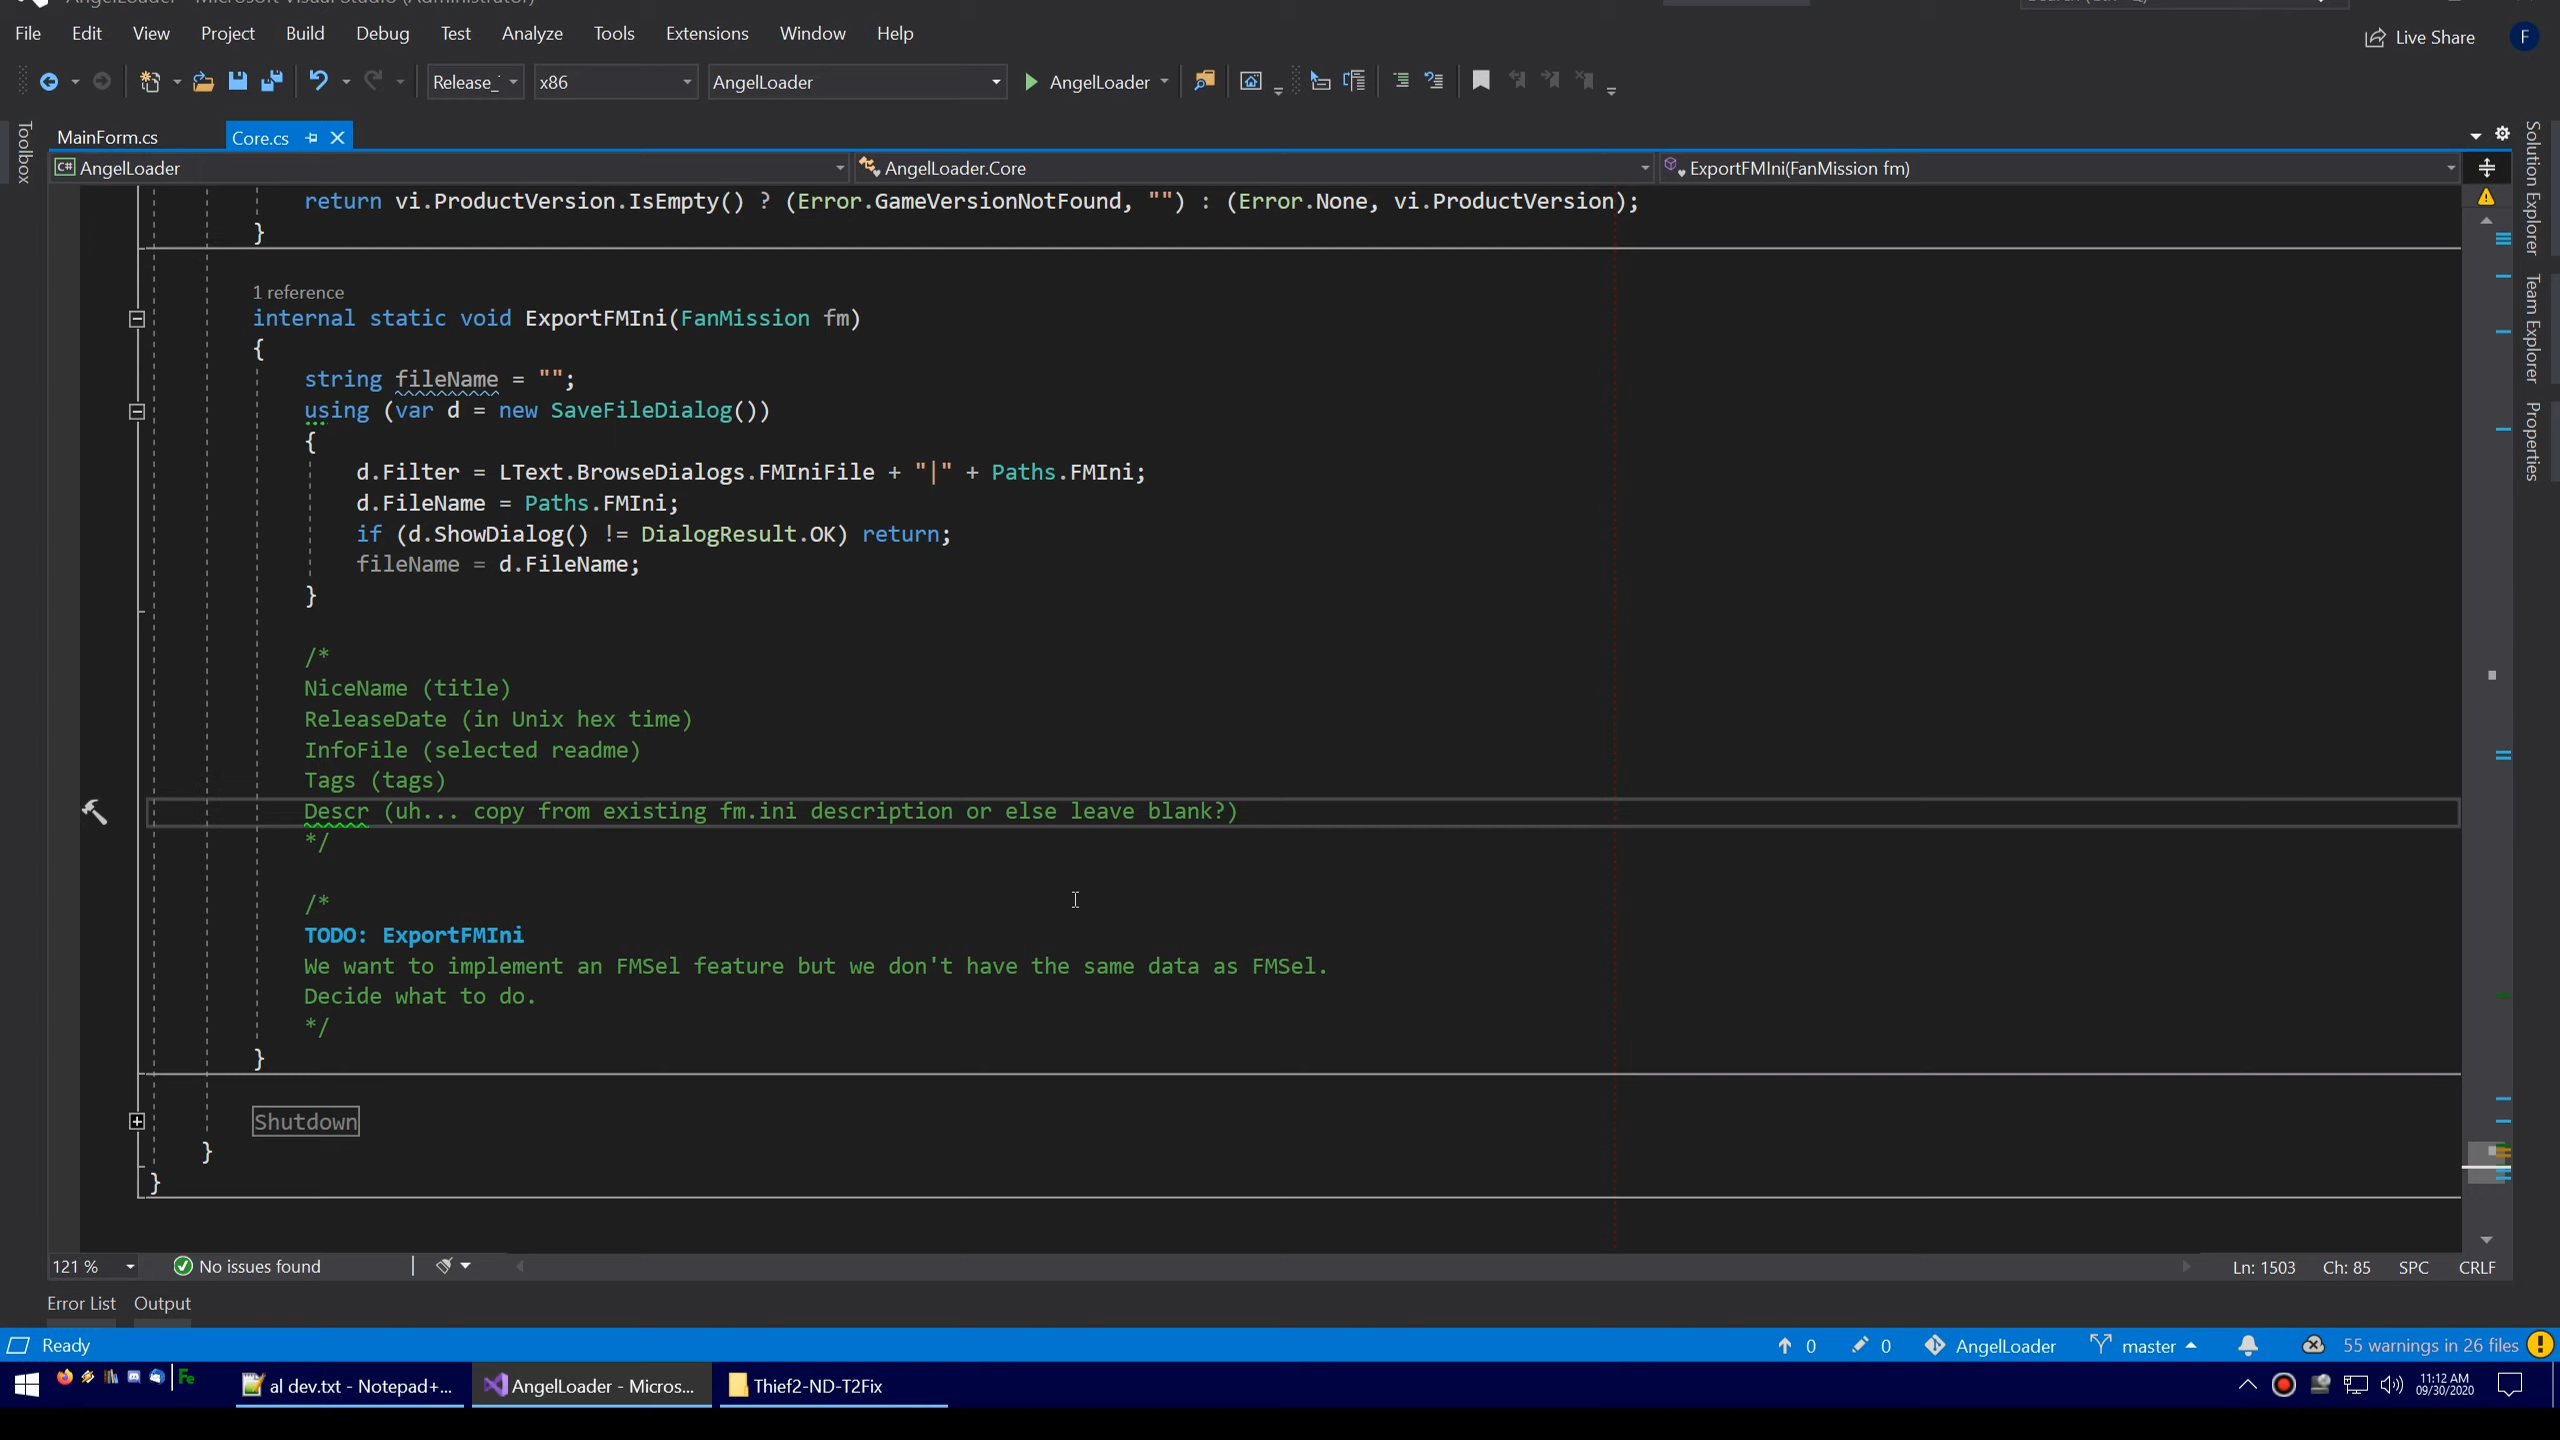 File Edit View Project Build Debug Test Analyze Tools Extensions Window Help
Live Share F
Release_ x86 AngelLoader AngelLoader
Toolbox
MainForm.cs Core.cs
AngelLoader AngelLoader.Core ExportFMIni(FanMission fm)
Solution Explorer
Team Explorer
Properties
return vi.ProductVersion.IsEmpty() ? (Error.GameVersionNotFound, "") : (Error.None, vi.ProductVersion);
}
1 reference
internal static void ExportFMIni(FanMission fm)
{
string fileName = "";
using (var d = new SaveFileDialog())
{
d.Filter = LText.BrowseDialogs.FMIniFile + "|" + Paths.FMIni;
d.FileName = Paths.FMIni;
if (d.ShowDialog() != DialogResult.OK) return;
fileName = d.FileName;
}
/*
NiceName (title)
ReleaseDate (in Unix hex time)
InfoFile (selected readme)
Tags (tags)
Descr (uh... copy from existing fm.ini description or else leave blank?)
*/
/*
TODO: ExportFMIni
We want to implement an FMSel feature but we don't have the same data as FMSel.
Decide what to do.
*/
}
Shutdown
}
}
121 % No issues found Ln: 1503 Ch: 85 SPC CRLF
Error List Output
Ready 0 0 AngelLoader master 55 warnings in 26 files
Fe al dev.txt - Notepad+... AngelLoader - Micros... Thief2-ND-T2Fix 11:12 AM
09/30/2020